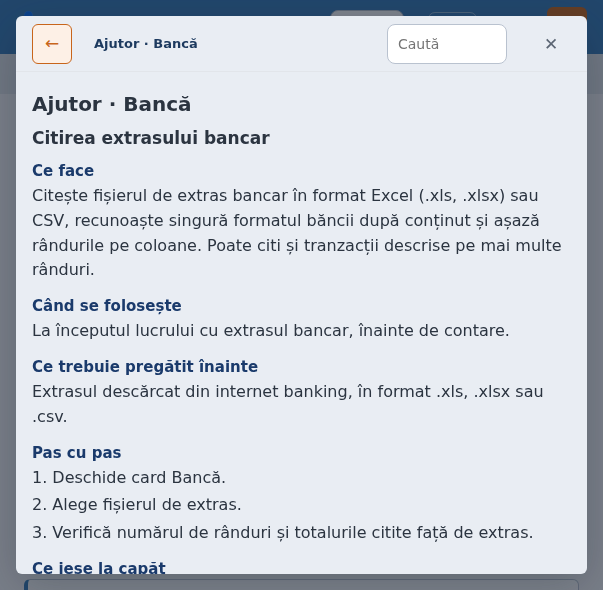 ←
Ajutor · Bancă
Caută
✕
Ajutor · Bancă
Citirea extrasului bancar
Ce face
Citește fișierul de extras bancar în format Excel (.xls, .xlsx) sau
CSV, recunoaște singură formatul băncii după conținut și așază
rândurile pe coloane. Poate citi și tranzacții descrise pe mai multe
rânduri.
Când se folosește
La începutul lucrului cu extrasul bancar, înainte de contare.
Ce trebuie pregătit înainte
Extrasul descărcat din internet banking, în format .xls, .xlsx sau
.csv.
Pas cu pas
1. Deschide card Bancă.
2. Alege fișierul de extras.
3. Verifică numărul de rânduri și totalurile citite față de extras.
Ce iese la capăt